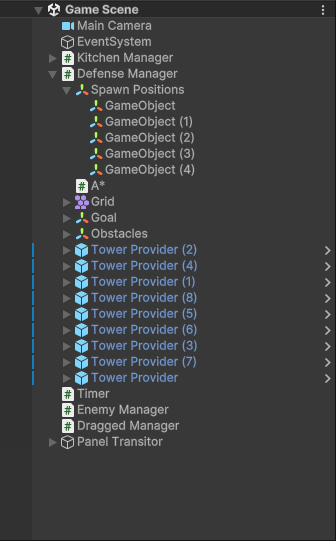 Game Scene
Main Camera
EventSystem
# Kitchen Manager
# Defense Manager
Spawn Positions
GameObject
GameObject (1)
GameObject (2)
GameObject (3)
GameObject (4)
# A*
Grid
Goal
Obstacles
Tower Provider (2)
Tower Provider (4)
Tower Provider (1)
Tower Provider (8)
Tower Provider (5)
Tower Provider (6)
Tower Provider (3)
Tower Provider (7)
Tower Provider
# Timer
# Enemy Manager
# Dragged Manager
Panel Transitor